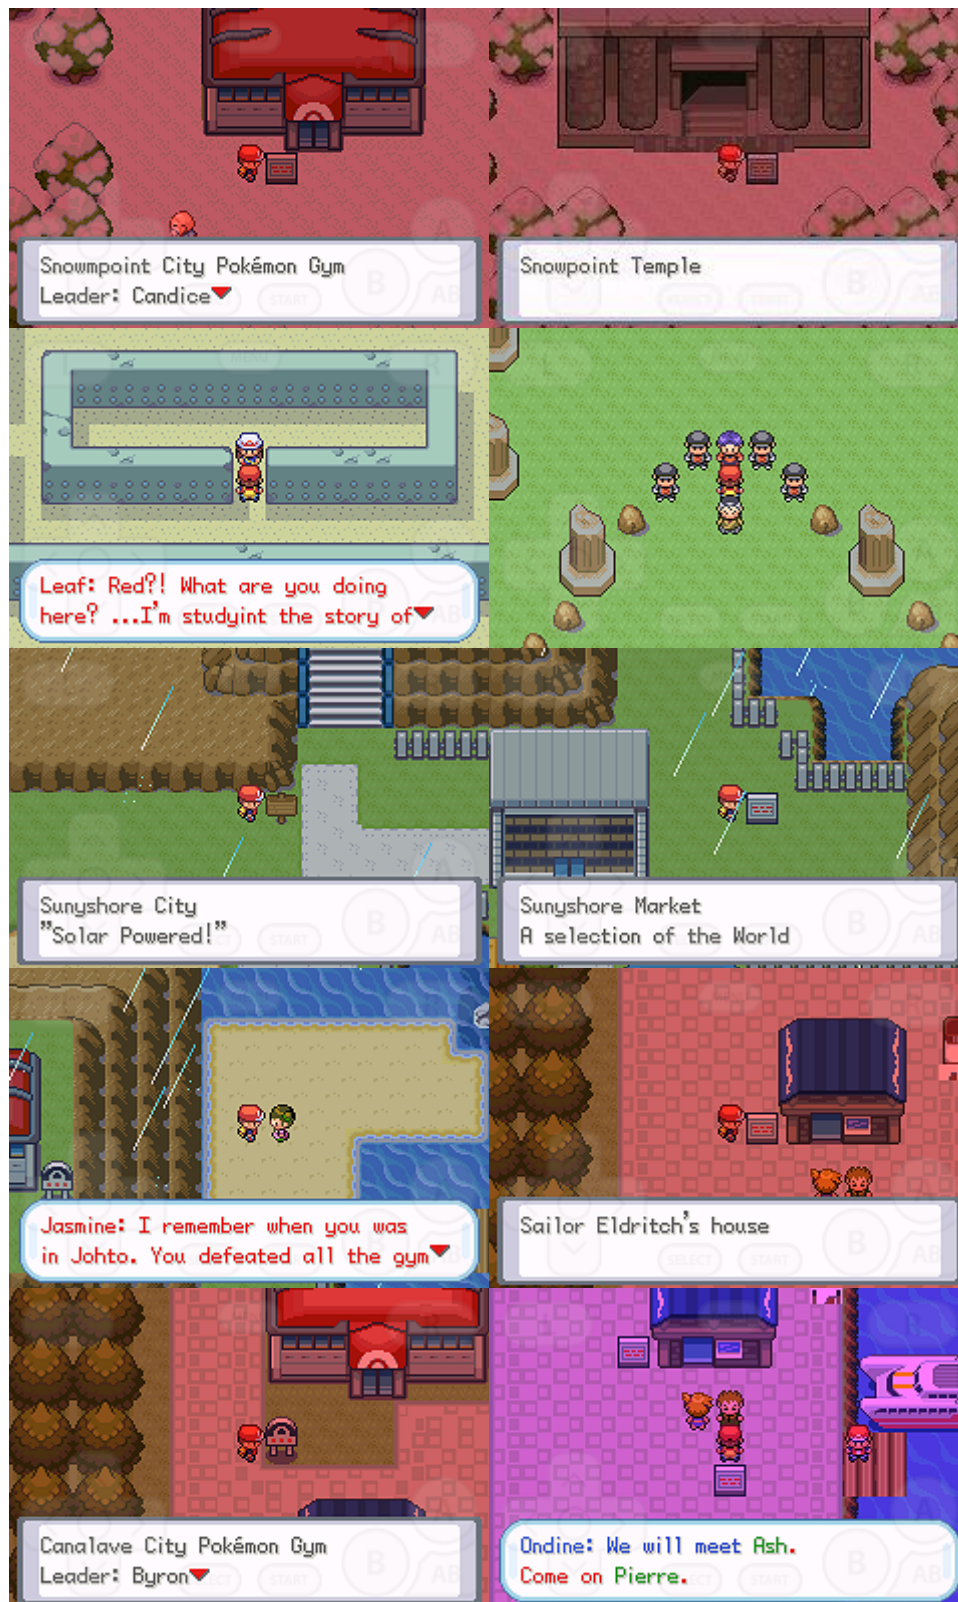 Snowmpoint City Pokémon Gym
Leader: Candice
Snowpoint Temple
Leaf: Red?! What are you doing
here? ...I'm studyint the story of
Sunyshore City
"Solar Powered!"
Sunyshore Market
A selection of the World
Jasmine: I remember when you was
in Johto. You defeated all the gym
Sailor Eldritch's house
Canalave City Pokémon Gym
Leader: Byron
Ondine: We will meet Ash.
Come on Pierre.